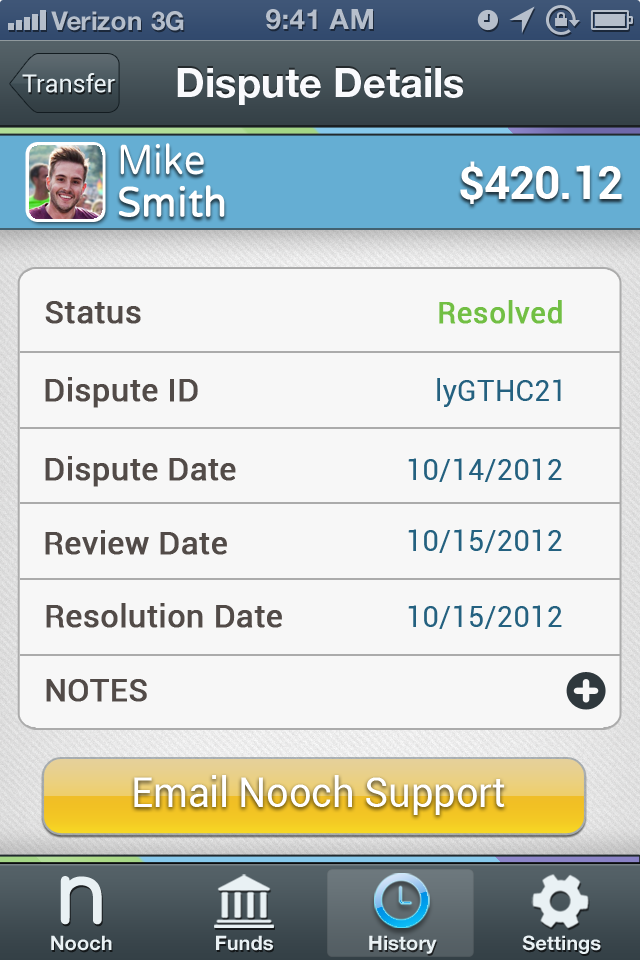 Verizon 3G 9:41 AM
Transfer Dispute Details
Mike
Smith
$420.12
Status Resolved
Dispute ID lyGTHC21
Dispute Date 10/14/2012
Review Date 10/15/2012
Resolution Date 10/15/2012
NOTES
Email Nooch Support
n
Nooch Funds History Settings